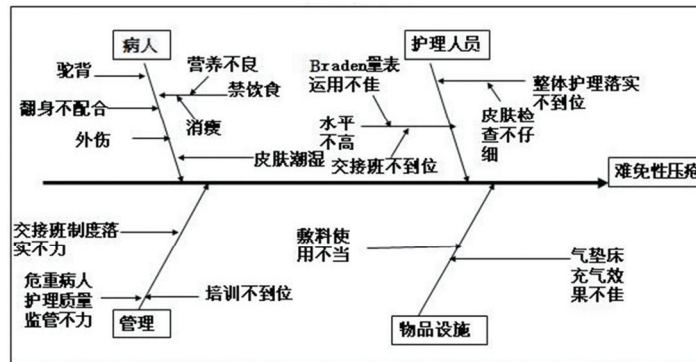 病人
护理人员
营养不良
禁饮食
驼背
翻身不配合
消瘦
外伤
皮肤潮湿
Braden量表
运用不佳
整体护理落实
不到位
皮肤检
查不仔
细
水平
不高
交接班不到位
难免性压疮
交接班制度落
实不力
敷料使
用不当
气垫床
充气效
果不佳
危重病人
护理质量
监管不力
培训不到位
管理
物品设施